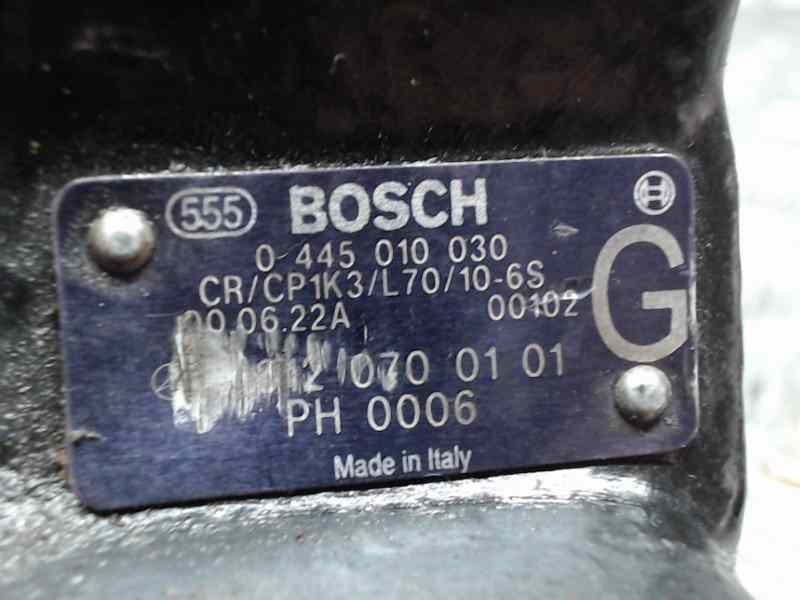 555 BOSCH
0 445 010 030
CR/CP1K3/L70/10-6S
G
00.06.22A 00102
070 01 01
PH 0006
Made in Italy